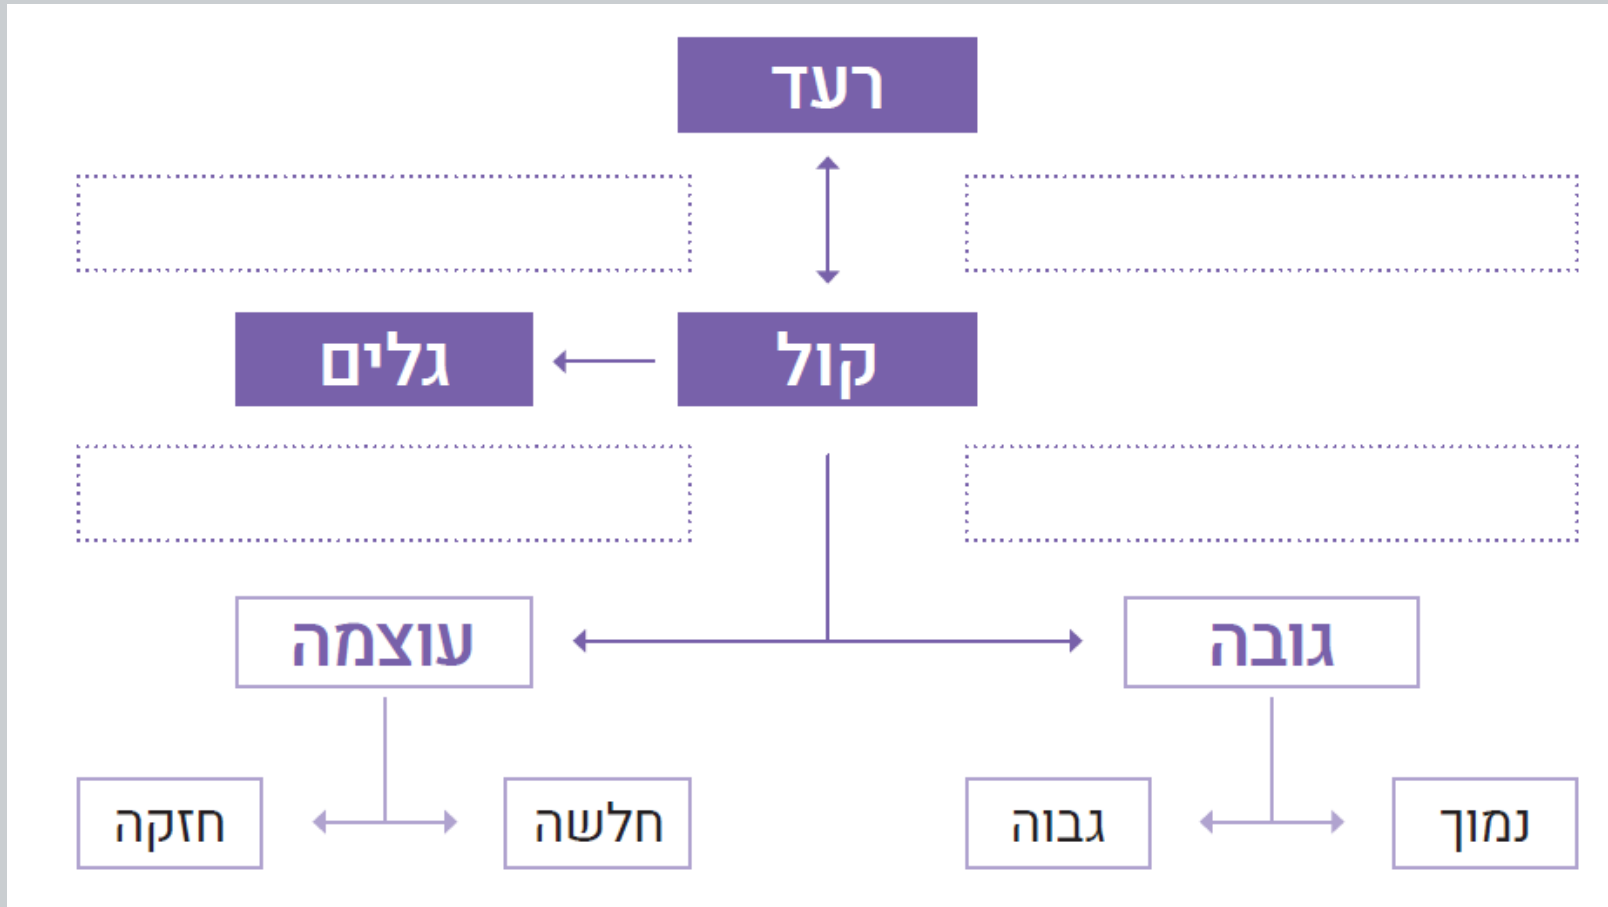 רעד
קול
גלים
גובה
עוצמה
נמוך
גבוה
חלשה
חזקה